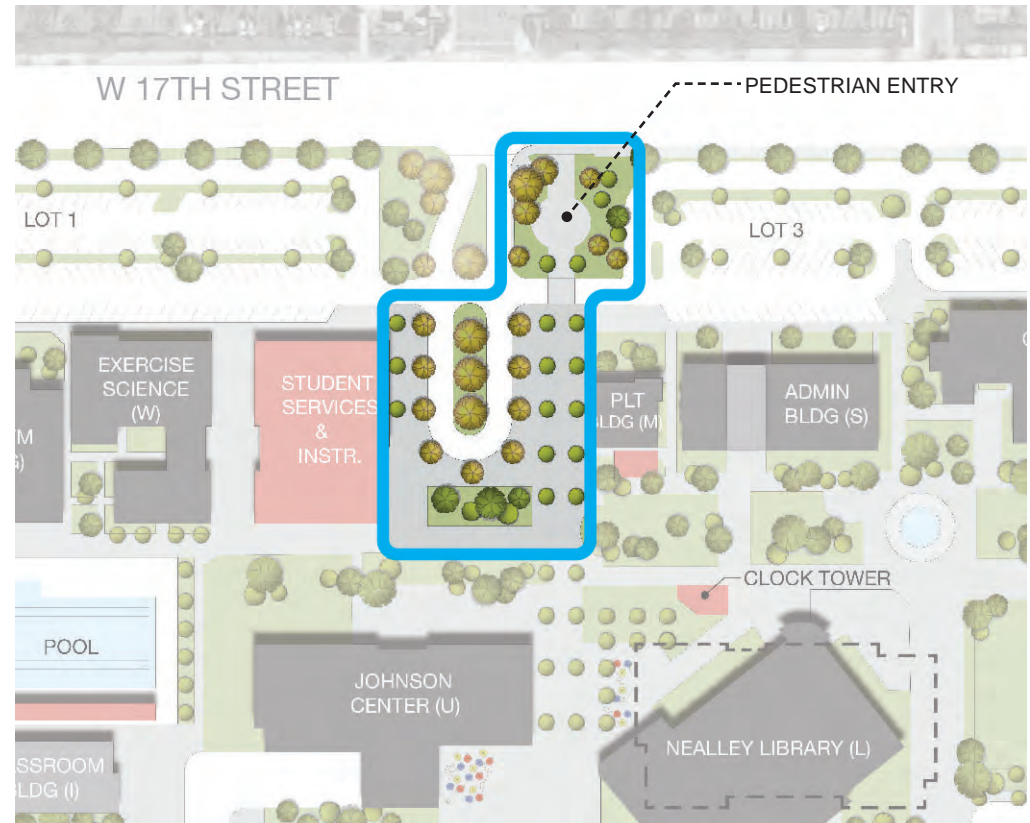 W 17TH STREET
PEDESTRIAN ENTRY
LOT 1
LOT 3
EXERCISE
SCIENCE
(W)
STUDENT
SERVICES
&
INSTR.
PLT
BLDG (M)
ADMIN
BLDG (S)
CLOCK TOWER
POOL
JOHNSON
CENTER (U)
NEALLEY LIBRARY (L)
BLDG (I)